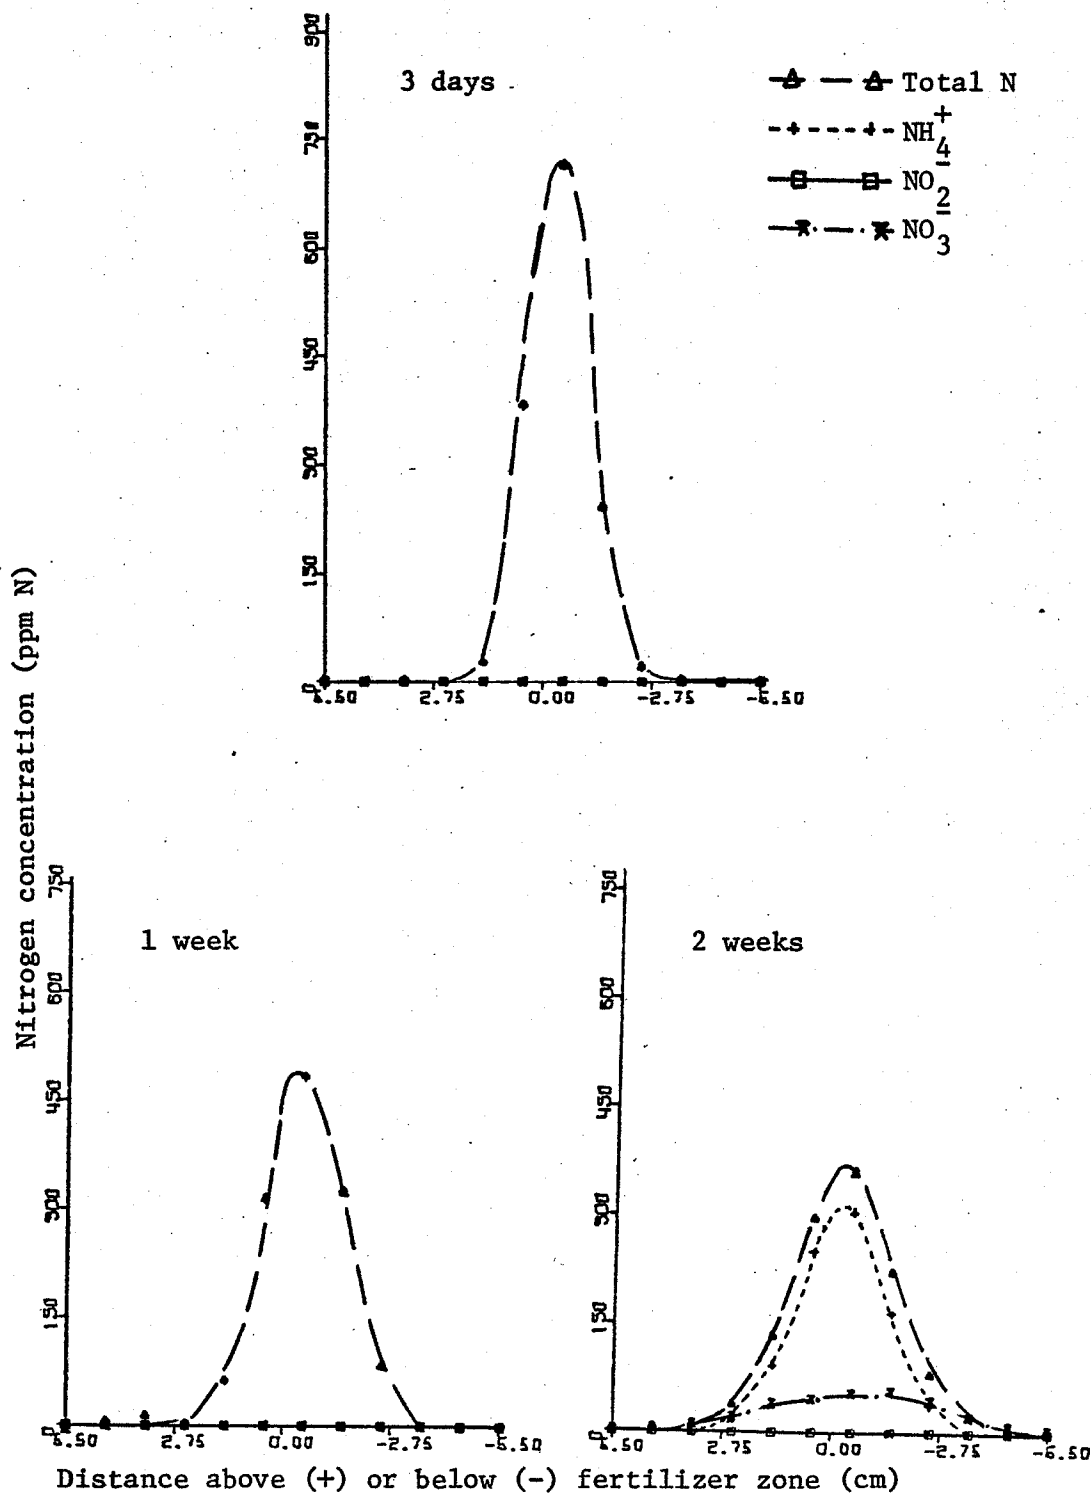 3 days
Total N
NH4+
NO2-
NO3-
900
750
600
450
300
150
0
5.50 2.75 0.00 -2.75 -5.50
Nitrogen concentration (ppm N)
1 week
750
600
450
300
150
0
5.50 2.75 0.00 -2.75 -5.50
2 weeks
750
600
450
300
150
0
5.50 2.75 0.00 -2.75 -5.50
Distance above (+) or below (-) fertilizer zone (cm)